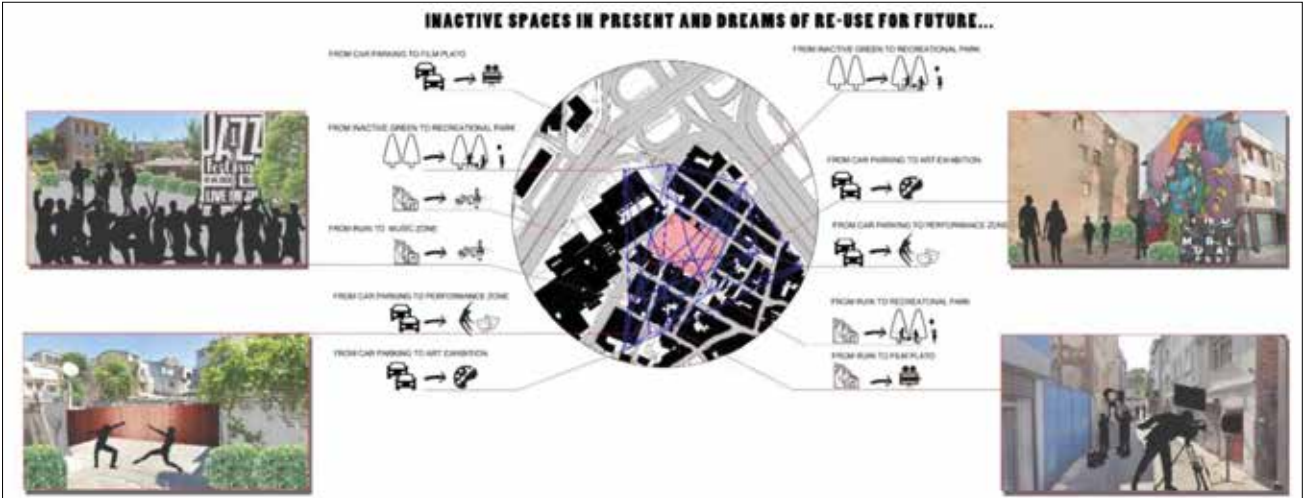 INACTIVE SPACES IN PRESENT AND DREAMS OF RE-USE FOR FUTURE...
FROM CAR PARKING TO FILM PLATO
FROM INACTIVE GREEN TO RECREATIONAL PARK
FROM RUIN TO MUSIC ZONE
FROM CAR PARKING TO PERFORMANCE ZONE
FROM CAR PARKING TO ART EXHIBITION
FROM INACTIVE GREEN TO RECREATIONAL PARK
FROM CAR PARKING TO ART EXHIBITION
FROM CAR PARKING TO PERFORMANCE ZONE
FROM RUIN TO RECREATIONAL PARK
FROM RUIN TO FILM PLATO
JAZZ